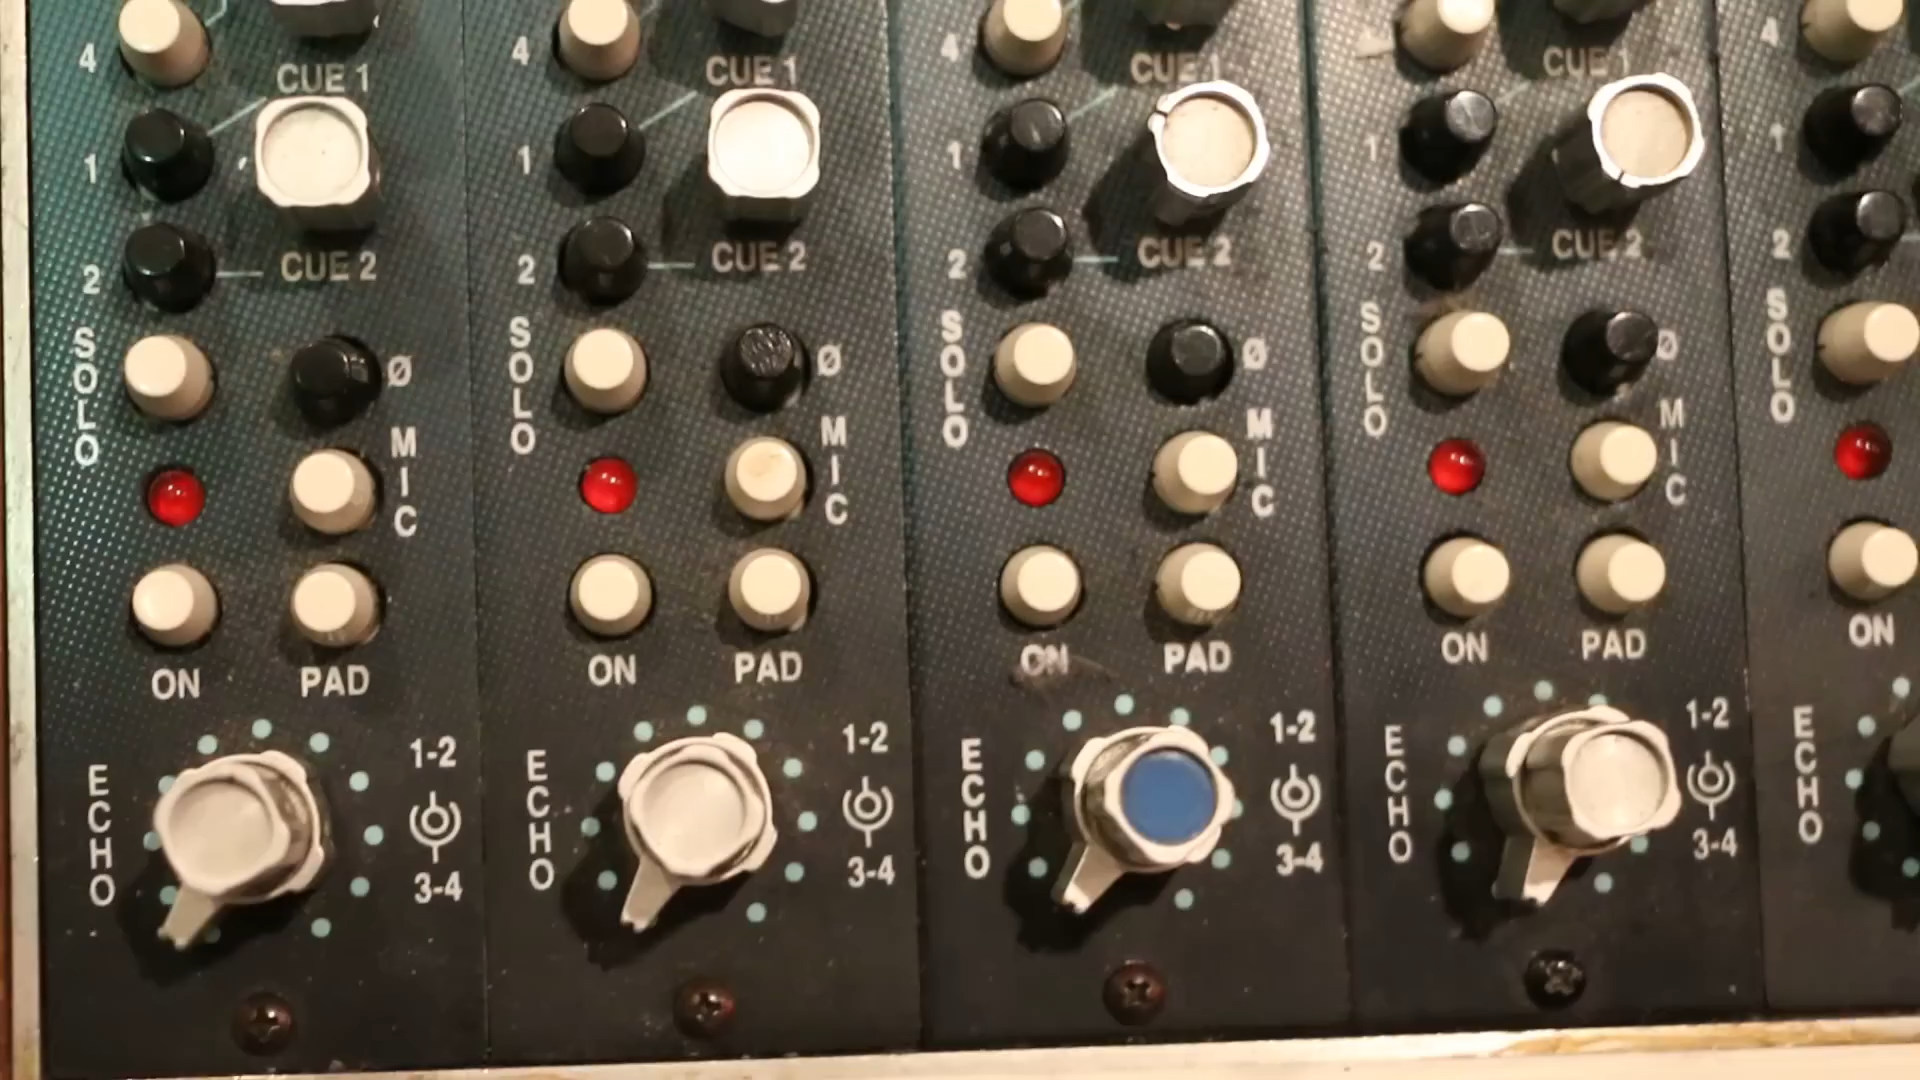 4 CUE 1 4 CUE 1 4 CUE 1 CUE 1 4
1 1 1 1 1
2 CUE 2 2 CUE 2 2 CUE 2 2 CUE 2 2
SOLO Ø SOLO Ø SOLO Ø SOLO Ø SOLO
MIC MIC MIC MIC
ON PAD ON PAD ON PAD ON PAD ON
ECHO 1-2 ECHO 1-2 ECHO 1-2 ECHO 1-2 ECHO
3-4 3-4 3-4 3-4